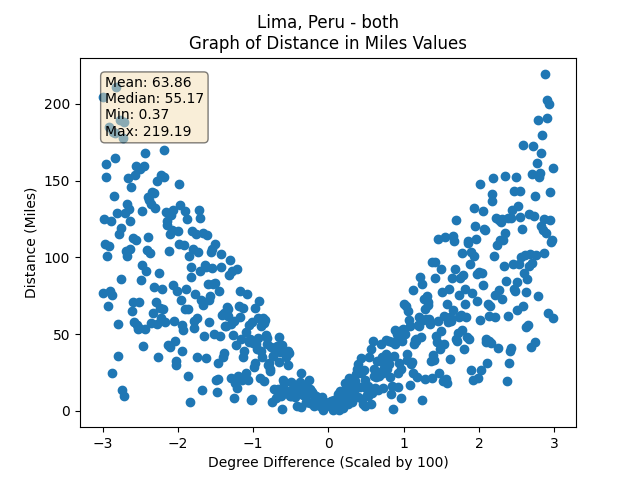 Lima, Peru - both
Graph of Distance in Miles Values
Mean: 63.86
Median: 55.17
Min: 0.37
Max: 219.19
Distance (Miles)
200
150
100
50
0
−3 −2 −1 0 1 2 3
Degree Difference (Scaled by 100)